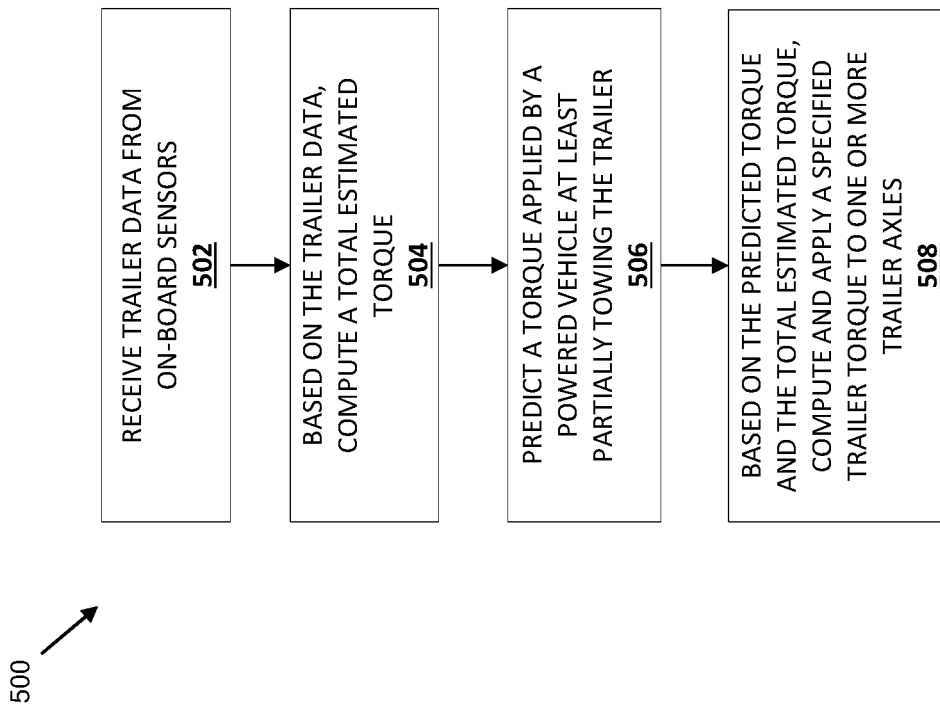 500
RECEIVE TRAILER DATA FROM
ON-BOARD SENSORS
502
BASED ON THE TRAILER DATA,
COMPUTE A TOTAL ESTIMATED
TORQUE
504
PREDICT A TORQUE APPLIED BY A
POWERED VEHICLE AT LEAST
PARTIALLY TOWING THE TRAILER
506
BASED ON THE PREDICTED TORQUE
AND THE TOTAL ESTIMATED TORQUE,
COMPUTE AND APPLY A SPECIFIED
TRAILER TORQUE TO ONE OR MORE
TRAILER AXLES
508